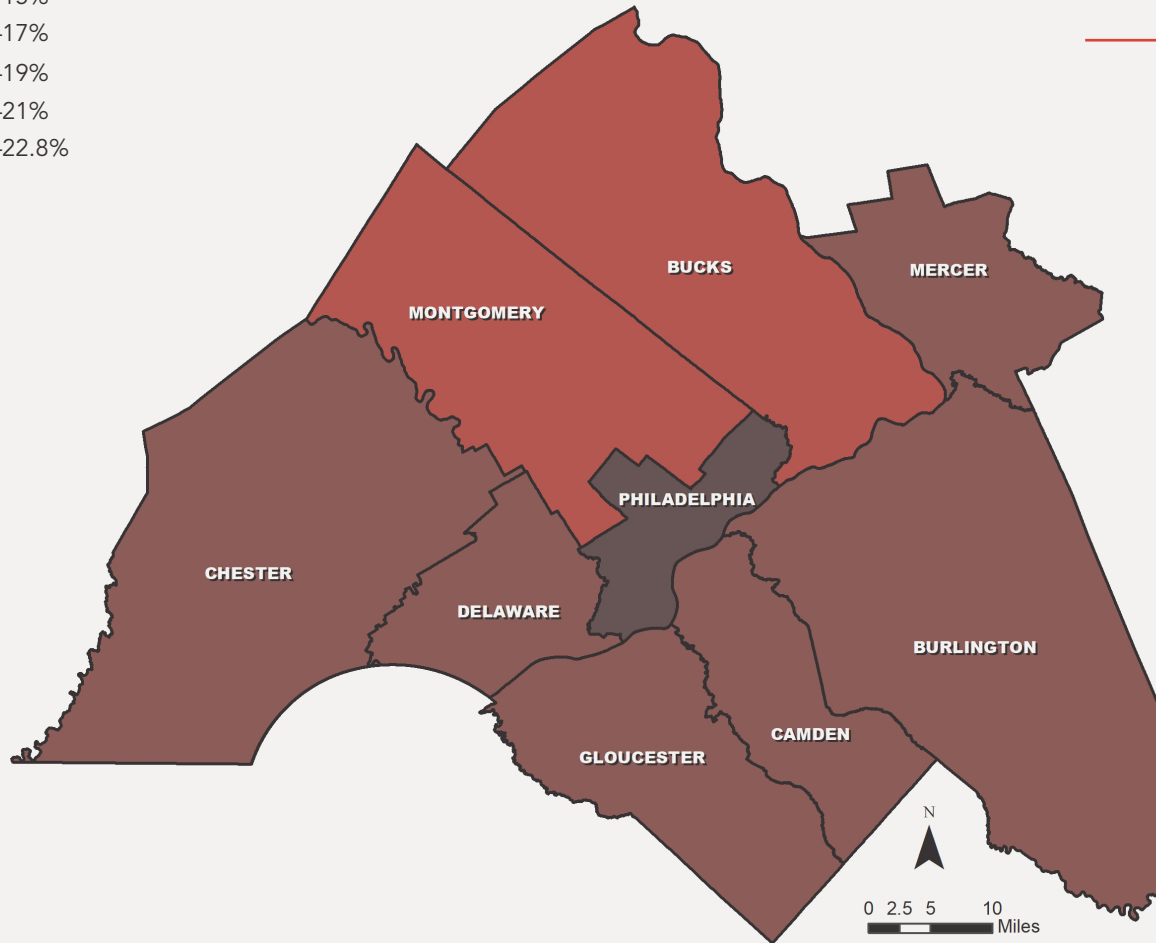 -17%
-19%
-21%
-22.8%
BUCKS
MERCER
MONTGOMERY
PHILADELPHIA
CHESTER
DELAWARE
BURLINGTON
CAMDEN
GLOUCESTER
N
0 2.5 5 10
Miles